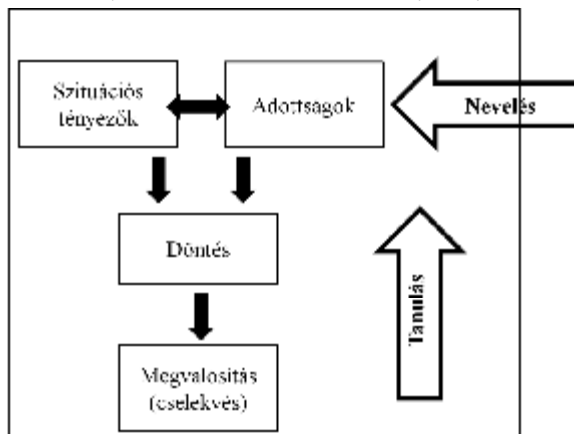 Szituációs
tényezők
Adottságok
Nevelés
Döntés
Tanulás
Megvalósítás
(cselekvés)